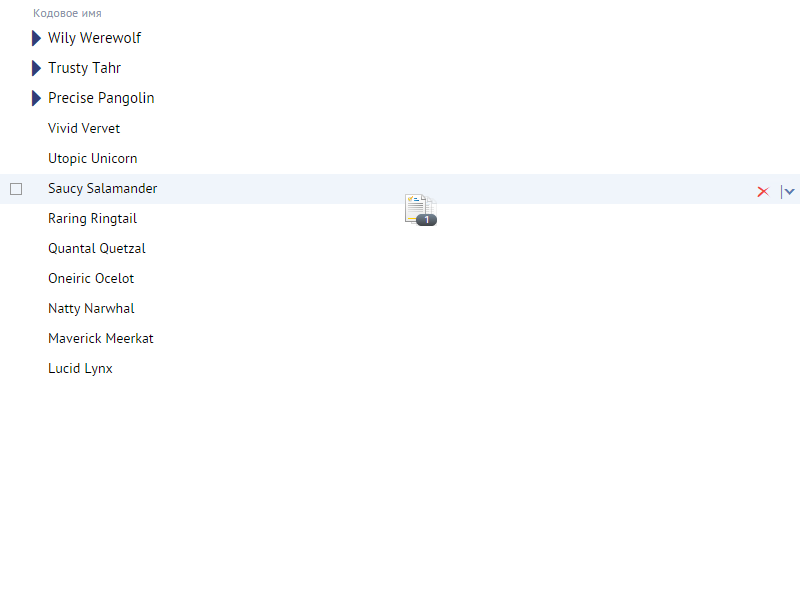 Кодовое имя
Wily Werewolf
Trusty Tahr
Precise Pangolin
Vivid Vervet
Utopic Unicorn
Saucy Salamander
1
Raring Ringtail
Quantal Quetzal
Oneiric Ocelot
Natty Narwhal
Maverick Meerkat
Lucid Lynx